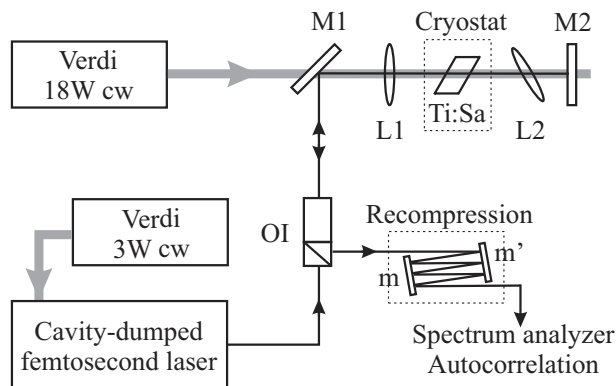 M1
Cryostat
M2
Verdi
18W cw
L1
Ti:Sa
L2
Verdi
3W cw
OI
Recompression
m
m’
Cavity-dumped
femtosecond laser
Spectrum analyzer
Autocorrelation